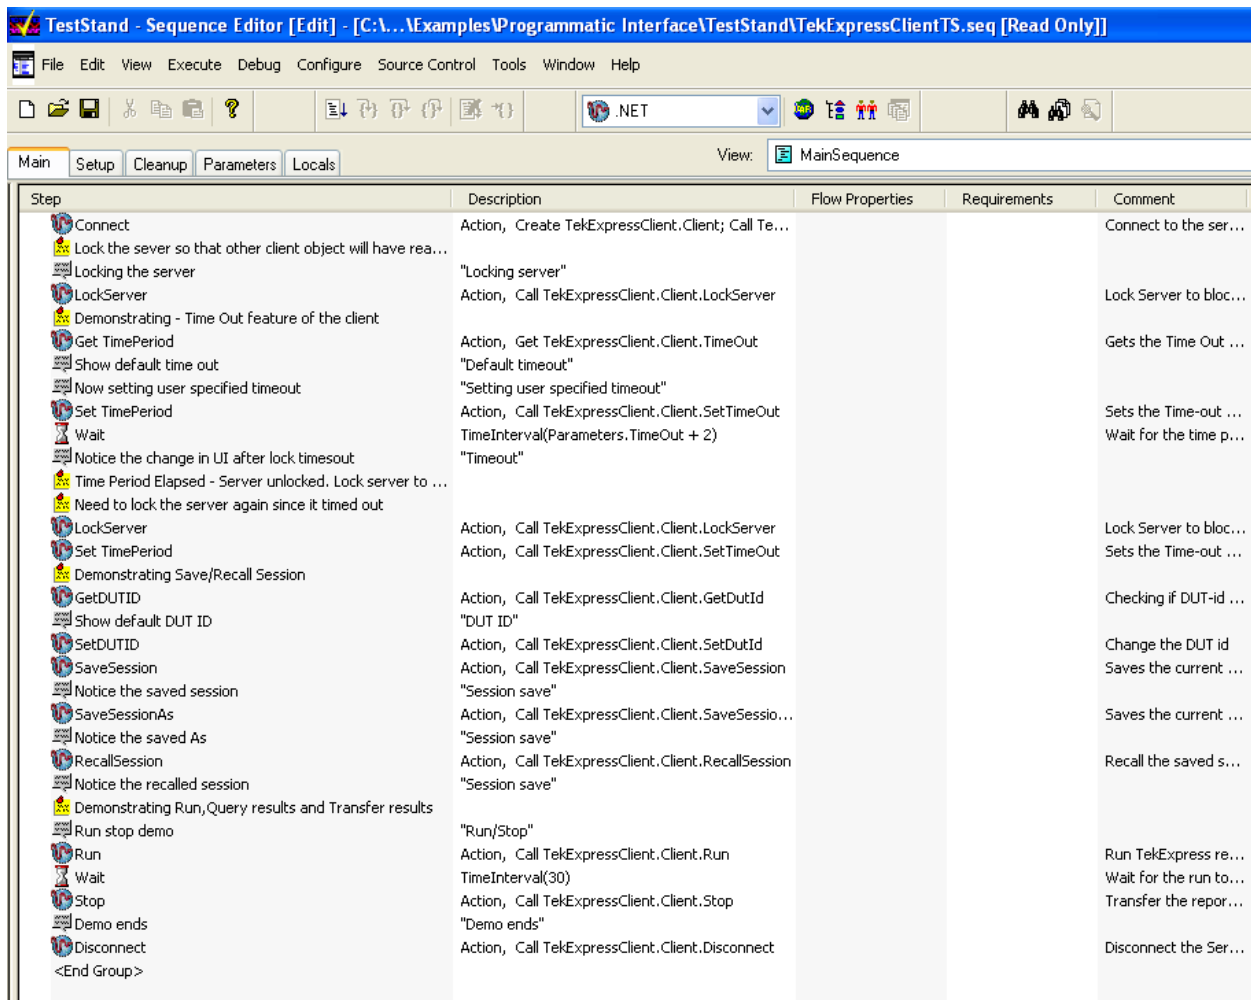 TestStand - Sequence Editor [Edit] - [C:\...\Examples\Programmatic Interface\TestStand\TekExpressClientTS.seq [Read Only]]
File Edit View Execute Debug Configure Source Control Tools Window Help
.NET
Main Setup Cleanup Parameters Locals View: MainSequence
Step Description Flow Properties Requirements Comment
Connect Action, Create TekExpressClient.Client; Call Te... Connect to the ser...
Lock the sever so that other client object will have rea...
Locking the server "Locking server"
LockServer Action, Call TekExpressClient.Client.LockServer Lock Server to bloc...
Demonstrating - Time Out feature of the client
Get TimePeriod Action, Get TekExpressClient.Client.TimeOut Gets the Time Out ...
Show default time out "Default timeout"
Now setting user specified timeout "Setting user specified timeout"
Set TimePeriod Action, Call TekExpressClient.Client.SetTimeOut Sets the Time-out ...
Wait TimeInterval(Parameters.TimeOut + 2) Wait for the time p...
Notice the change in UI after lock timesout "Timeout"
Time Period Elapsed - Server unlocked. Lock server to ...
Need to lock the server again since it timed out
LockServer Action, Call TekExpressClient.Client.LockServer Lock Server to bloc...
Set TimePeriod Action, Call TekExpressClient.Client.SetTimeOut Sets the Time-out ...
Demonstrating Save/Recall Session
GetDUTID Action, Call TekExpressClient.Client.GetDutId Checking if DUT-id ...
Show default DUT ID "DUT ID"
SetDUTID Action, Call TekExpressClient.Client.SetDutId Change the DUT id
SaveSession Action, Call TekExpressClient.Client.SaveSession Saves the current ...
Notice the saved session "Session save"
SaveSessionAs Action, Call TekExpressClient.Client.SaveSessio... Saves the current ...
Notice the saved As "Session save"
RecallSession Action, Call TekExpressClient.Client.RecallSession Recall the saved s...
Notice the recalled session "Session save"
Demonstrating Run,Query results and Transfer results
Run stop demo "Run/Stop"
Run Action, Call TekExpressClient.Client.Run Run TekExpress re...
Wait TimeInterval(30) Wait for the run to...
Stop Action, Call TekExpressClient.Client.Stop Transfer the repor...
Demo ends "Demo ends"
Disconnect Action, Call TekExpressClient.Client.Disconnect Disconnect the Ser...
<End Group>